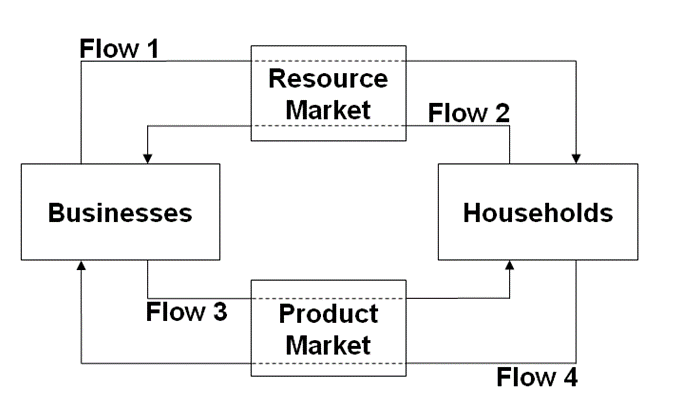 Flow 1
Resource
Market
Flow 2
Businesses
Households
Flow 3
Product
Market
Flow 4